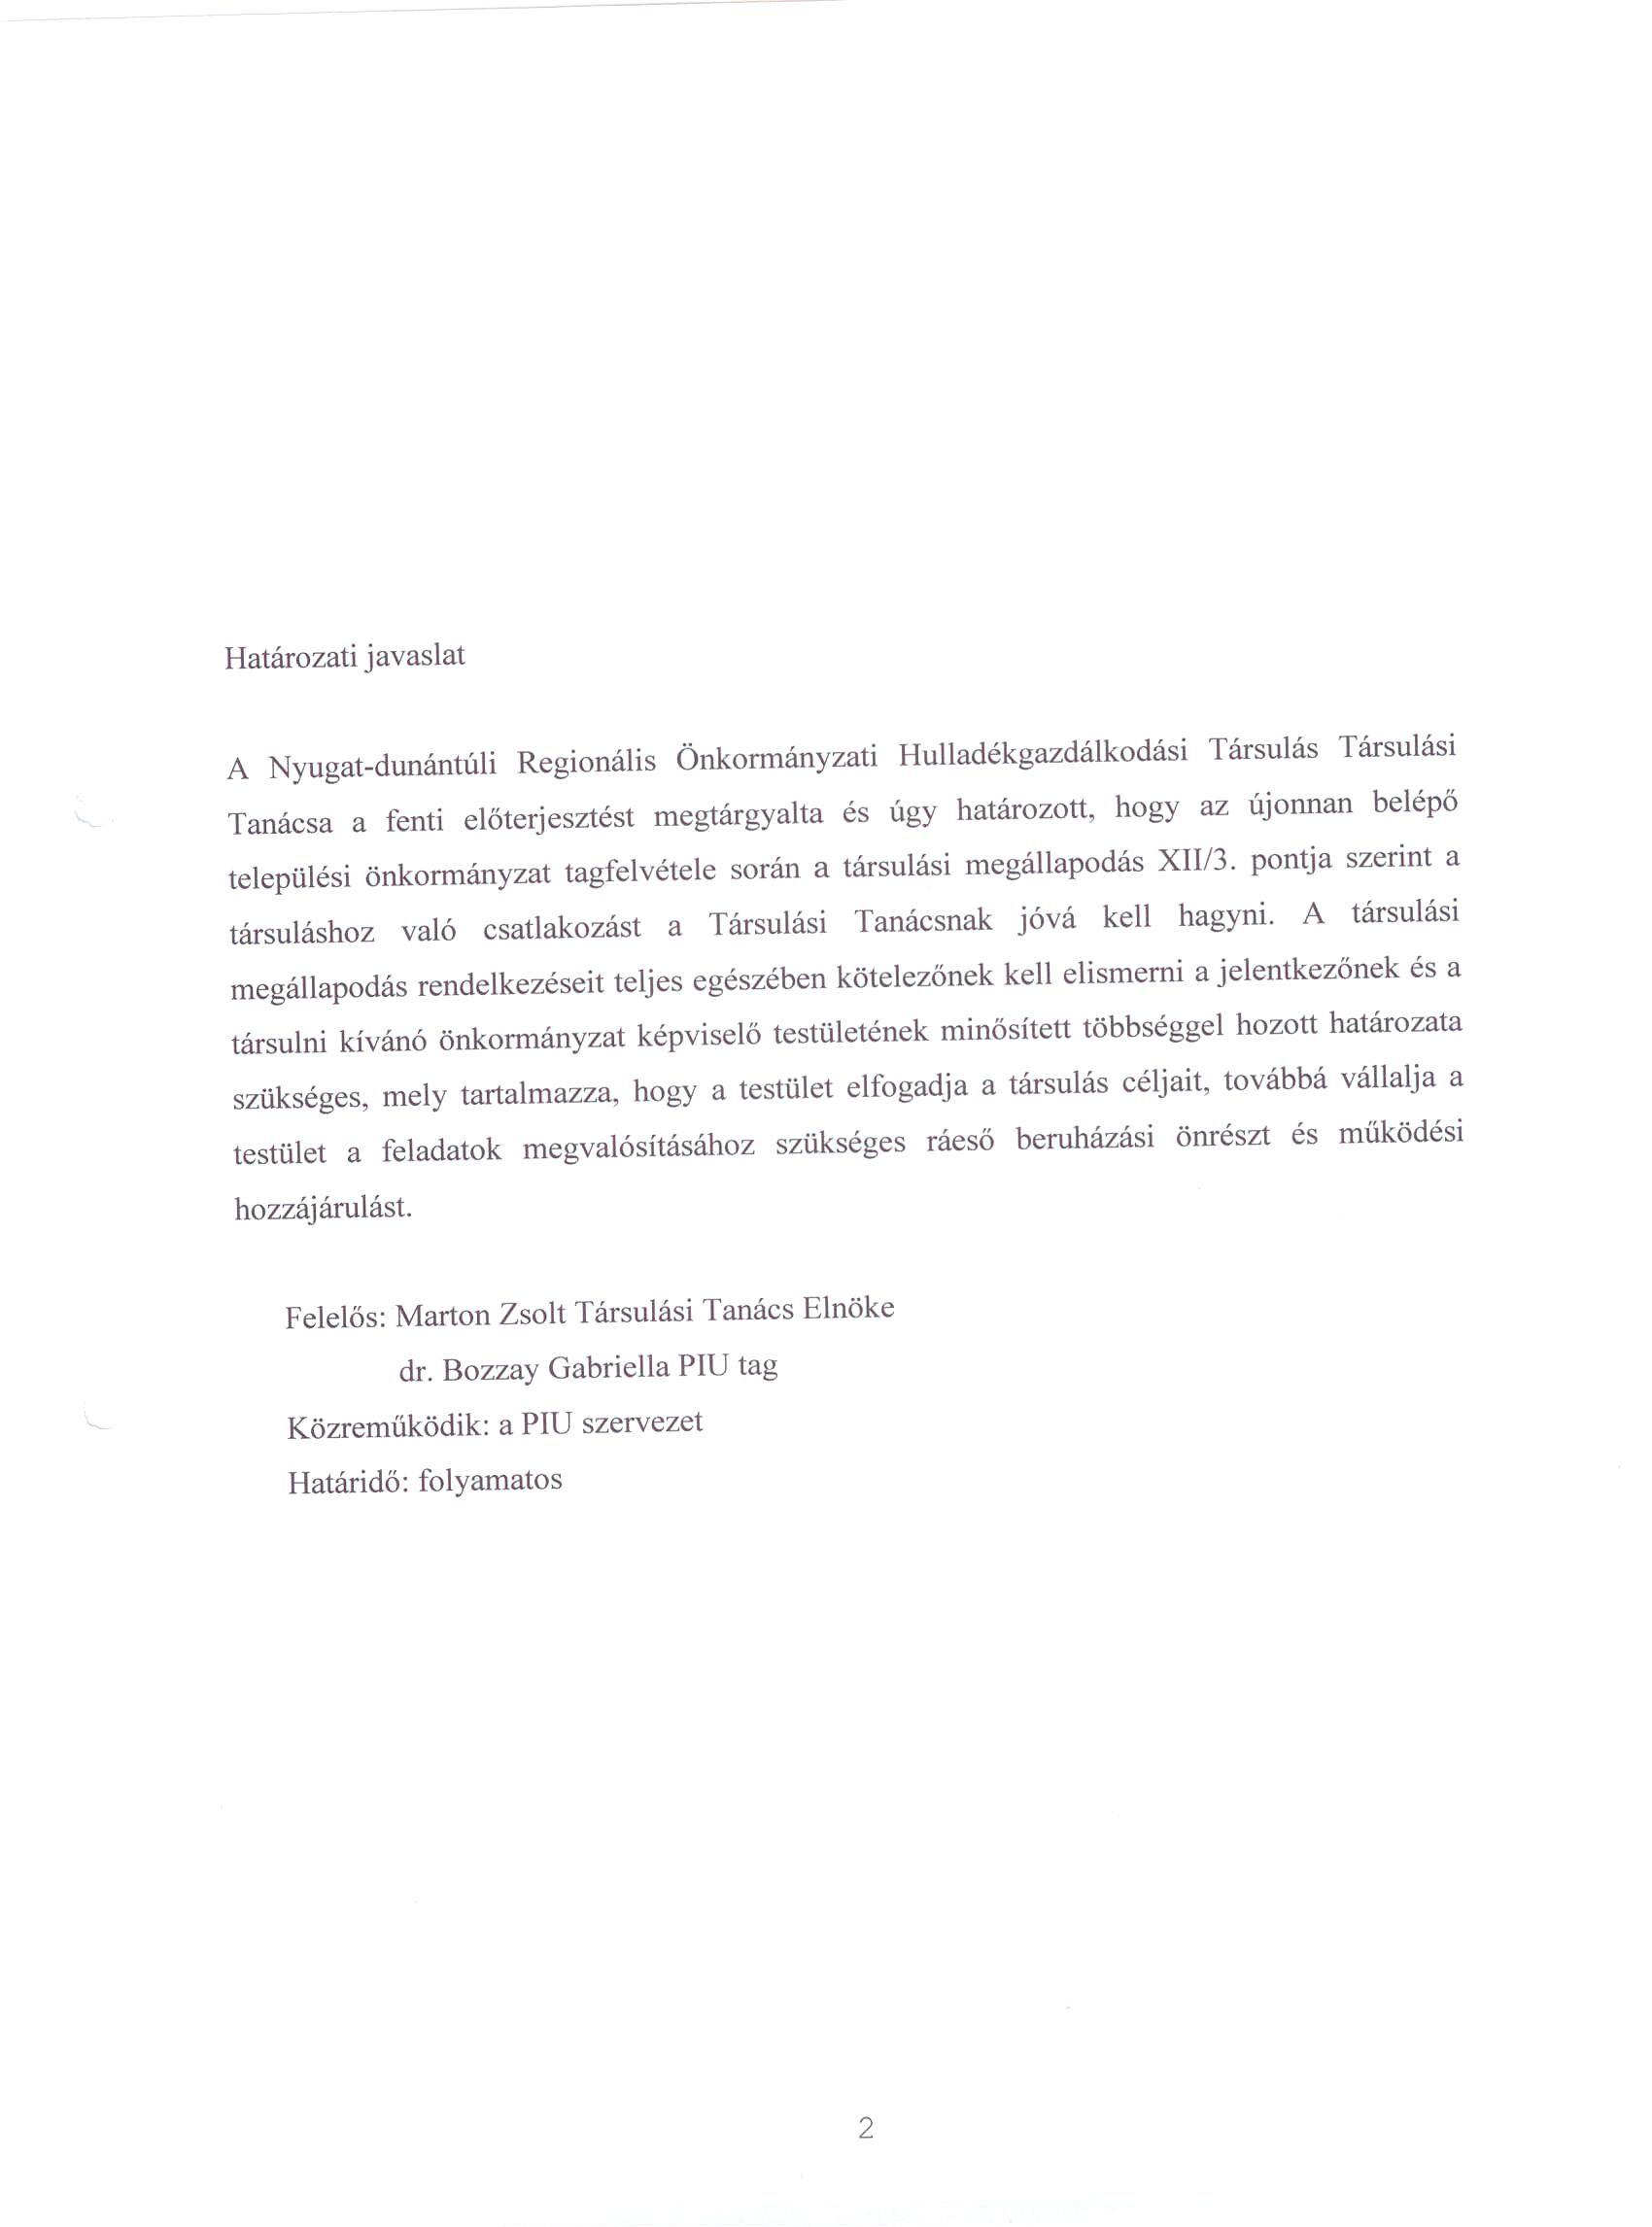 Határozati javaslat
A Nyugat-dunántúli Regionális Önkormányzati Hulladékgazdálkodási Társulás Társulási
Tanácsa a fenti előterjesztést megtárgyalta és úgy határozott, hogy az újonnan belépő
települési önkormányzat tagfelvétele során a társulási megállapodás XII/3. pontja szerint a
társuláshoz való csatlakozást a Társulási Tanácsnak jóvá kell hagyni. A társulási
megállapodás rendelkezéseit teljes egészében kötelezőnek kell elismerni a jelentkezőnek és a
társulni kívánó önkormányzat képviselő testületének minősített többséggel hozott határozata
szükséges, mely tartalmazza, hogy a testület elfogadja a társulás céljait, továbbá vállalja a
testület a feladatok megvalósításához szükséges ráeső beruházási önrészt és működési
hozzájárulást.
Felelős: Marton Zsolt Társulási Tanács Elnöke
dr. Bozzay Gabriella PIU tag
Közreműködik: a PIU szervezet
Határidő: folyamatos
2